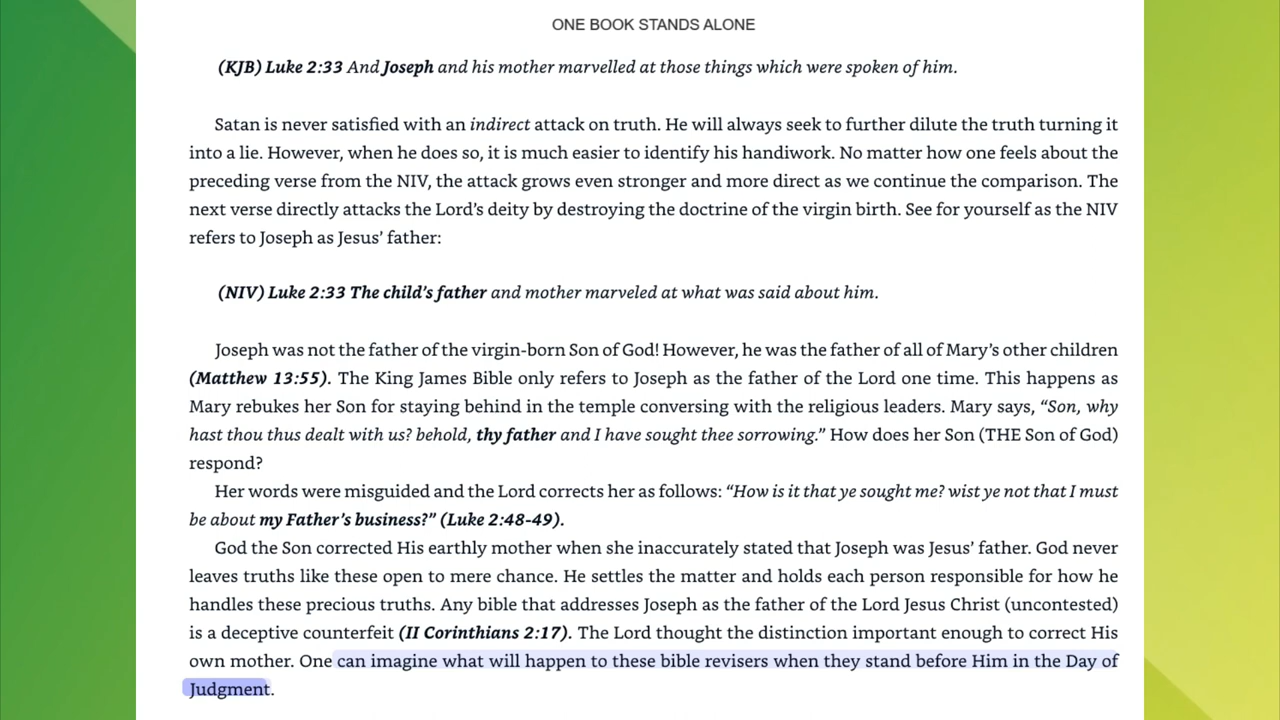 ONE BOOK STANDS ALONE
(KJB) Luke 2:33 And Joseph and his mother marvelled at those things which were spoken of him.
Satan is never satisfied with an indirect attack on truth. He will always seek to further dilute the truth turning it
into a lie. However, when he does so, it is much easier to identify his handiwork. No matter how one feels about the
preceding verse from the NIV, the attack grows even stronger and more direct as we continue the comparison. The
next verse directly attacks the Lord's deity by destroying the doctrine of the virgin birth. See for yourself as the NIV
refers to Joseph as Jesus' father:
(NIV) Luke 2:33 The child's father and mother marveled at what was said about him.
Joseph was not the father of the virgin-born Son of God! However, he was the father of all of Mary's other children
(Matthew 13:55). The King James Bible only refers to Joseph as the father of the Lord one time. This happens as
Mary rebukes her Son for staying behind in the temple conversing with the religious leaders. Mary says, “Son, why
hast thou thus dealt with us? behold, thy father and I have sought thee sorrowing.” How does her Son (THE Son of God)
respond?
Her words were misguided and the Lord corrects her as follows: “How is it that ye sought me? wist ye not that I must
be about my Father's business?” (Luke 2:48-49).
God the Son corrected His earthly mother when she inaccurately stated that Joseph was Jesus' father. God never
leaves truths like these open to mere chance. He settles the matter and holds each person responsible for how he
handles these precious truths. Any bible that addresses Joseph as the father of the Lord Jesus Christ (uncontested)
is a deceptive counterfeit (II Corinthians 2:17). The Lord thought the distinction important enough to correct His
own mother. One can imagine what will happen to these bible revisers when they stand before Him in the Day of
Judgment.